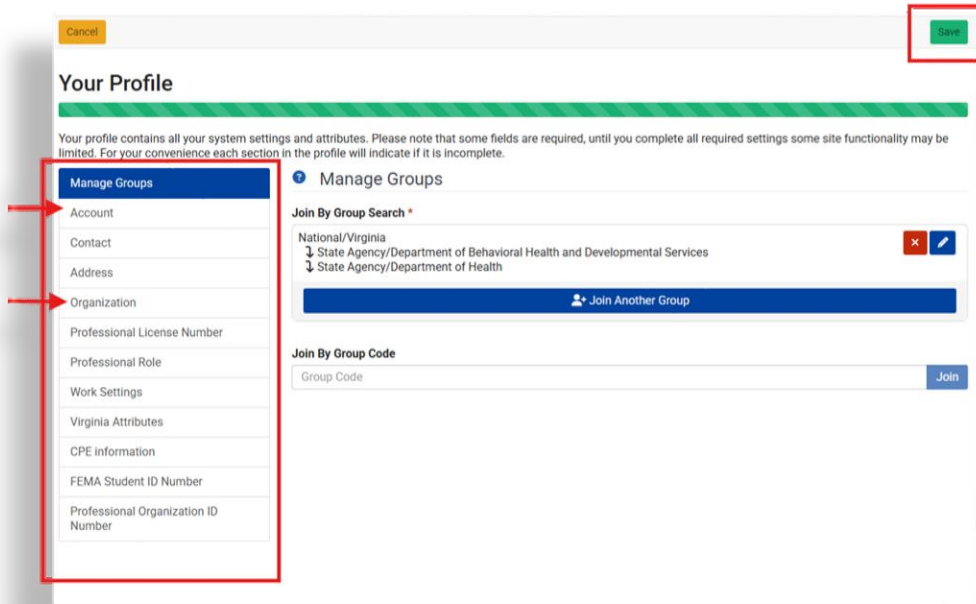 Cancel
Save
Your Profile
Your profile contains all your system settings and attributes. Please note that some fields are required, until you complete all required settings some site functionality may be
limited. For your convenience each section in the profile will indicate if it is incomplete.
Manage Groups
Account
Contact
Address
Organization
Professional License Number
Professional Role
Work Settings
Virginia Attributes
CPE information
FEMA Student ID Number
Professional Organization ID
Number
Manage Groups
Join By Group Search *
National/Virginia
State Agency/Department of Behavioral Health and Developmental Services
State Agency/Department of Health
Join Another Group
Join By Group Code
Group Code
Join